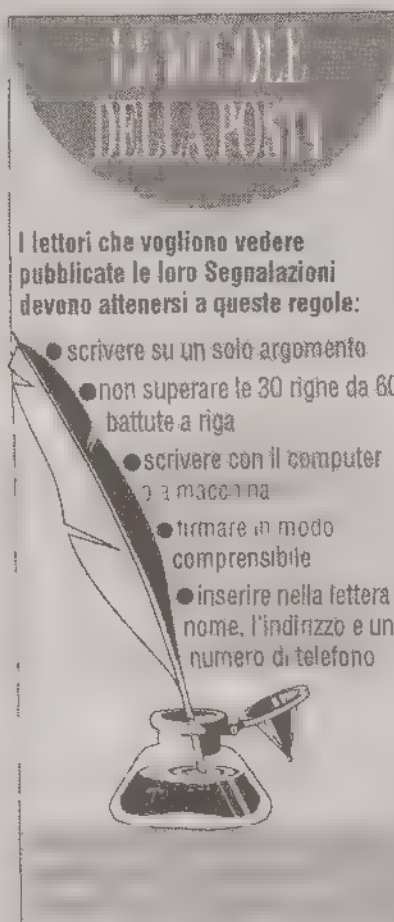 I lettori che vogliono vedere
pubblicate le loro Segnalazioni
devono attenersi a queste regole:
● scrivere su un solo argomento
● non superare le 30 righe da 60
battute a riga
● scrivere con il computer
o a macchina
● firmare in modo
comprensibile
● inserire nella lettera
nome, l'indirizzo e un
numero di telefono